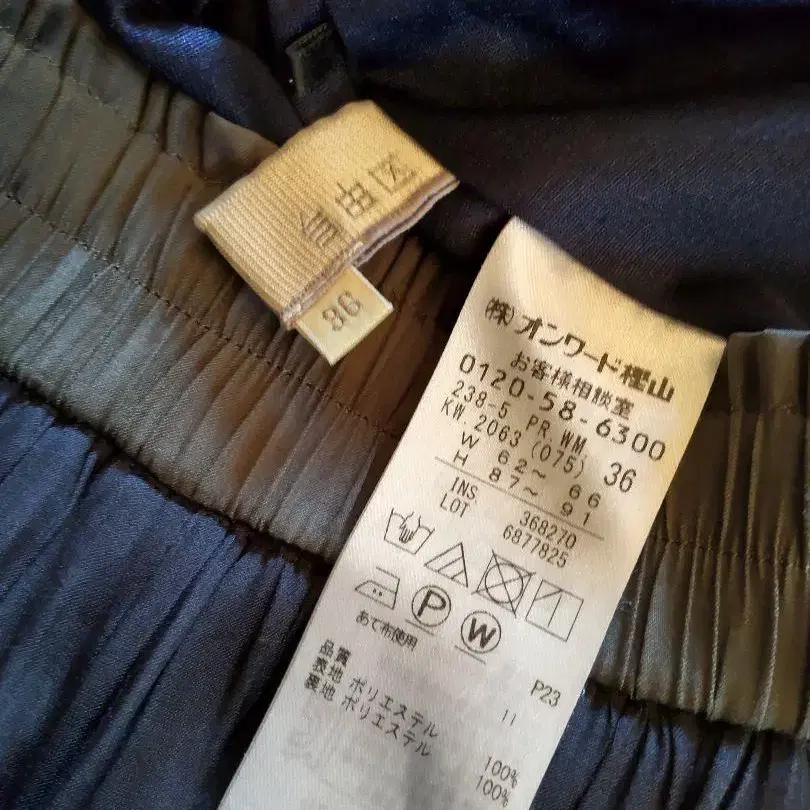 自由区
36
(株)オンワード樫山
お客様相談室
0120-58-6300
238-5 PR.WM.
KW.2063 (075) 36
W 62~ 66
H 87~ 91
INS 368270
LOT 6877825
P W
あて布使用
P23
品質 11
表地 ポリエステル 100%
裏地 ポリエステル 100%